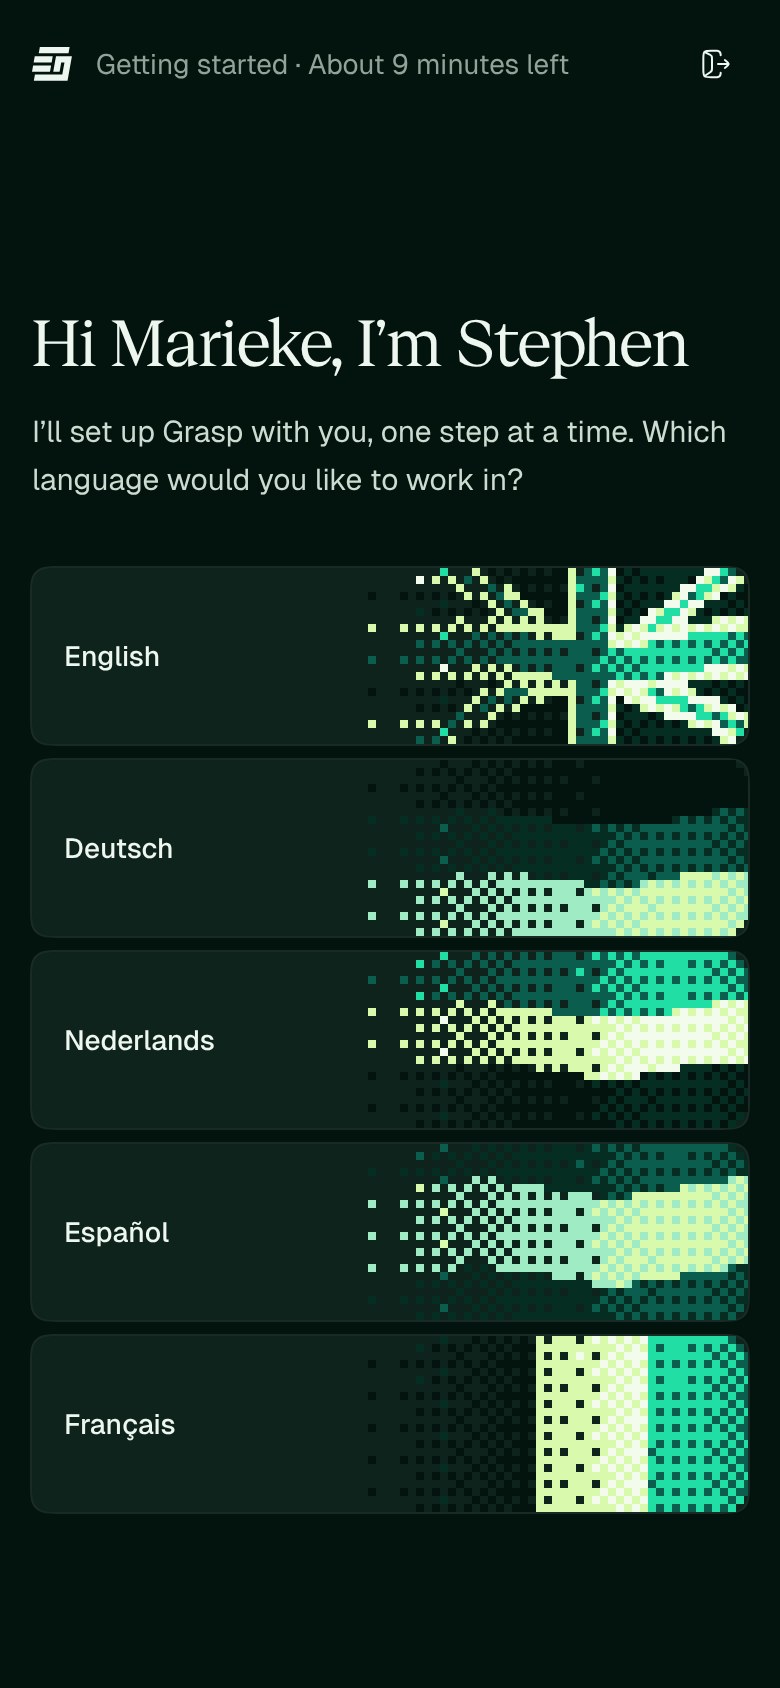 Getting started · About 9 minutes left
Hi Marieke, I’m Stephen
I’ll set up Grasp with you, one step at a time. Which
language would you like to work in?
English
Deutsch
Nederlands
Español
Français